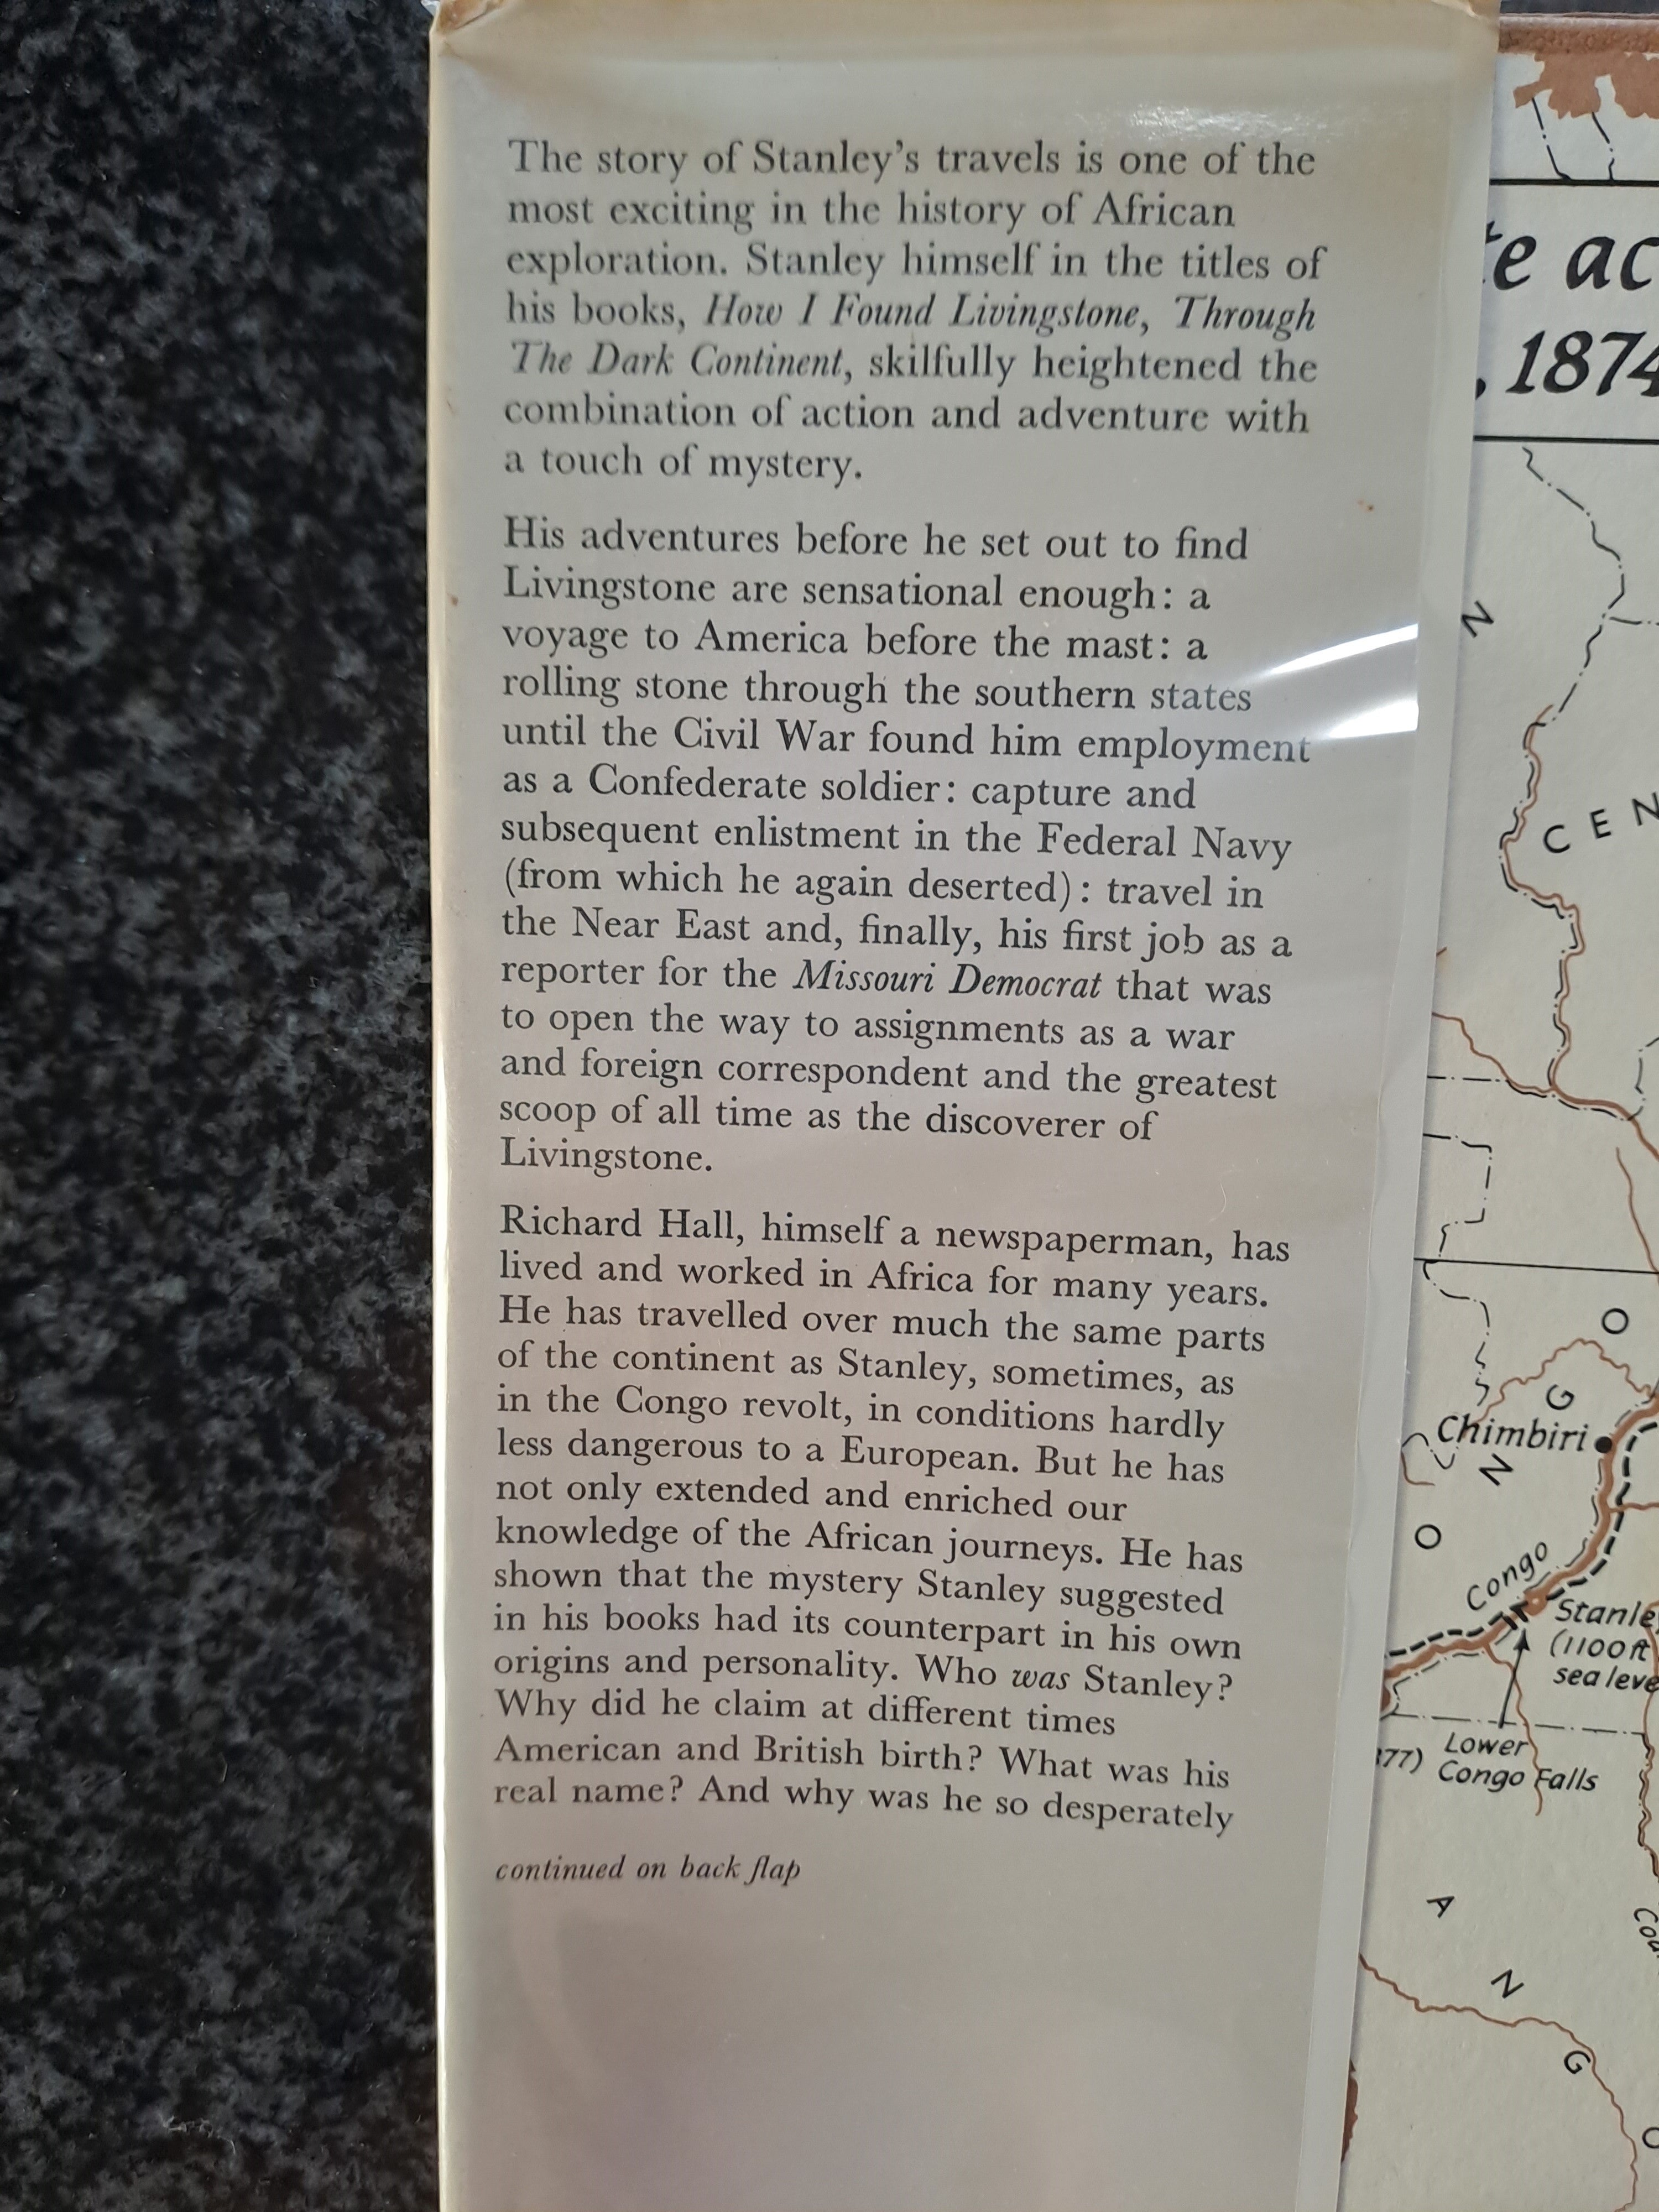 The story of Stanley's travels is one of the
most exciting in the history of African
exploration. Stanley himself in the titles of
his books, How I Found Livingstone, Through
The Dark Continent, skilfully heightened the
combination of action and adventure with
a touch of mystery.
His adventures before he set out to find
Livingstone are sensational enough: a
voyage to America before the mast: a
rolling stone through the southern states
until the Civil War found him employment
as a Confederate soldier: capture and
subsequent enlistment in the Federal Navy
(from which he again deserted): travel in
the Near East and, finally, his first job as a
reporter for the Missouri Democrat that was
to open the way to assignments as a war
and foreign correspondent and the greatest
scoop of all time as the discoverer of
Livingstone.
Richard Hall, himself a newspaperman, has
lived and worked in Africa for many years.
He has travelled over much the same parts
of the continent as Stanley, sometimes, as
in the Congo revolt, in conditions hardly
less dangerous to a European. But he has
not only extended and enriched our
knowledge of the African journeys. He has
shown that the mystery Stanley suggested
in his books had its counterpart in his own
origins and personality. Who was Stanley?
Why did he claim at different times
American and British birth? What was his
real name? And why was he so desperately
continued on back flap
te ac
, 1874
N
CEN
CONGO
Chimbiri
Congo
Stanle
(1100ft
sea leve
Lower
Congo Falls
877)
ANGO